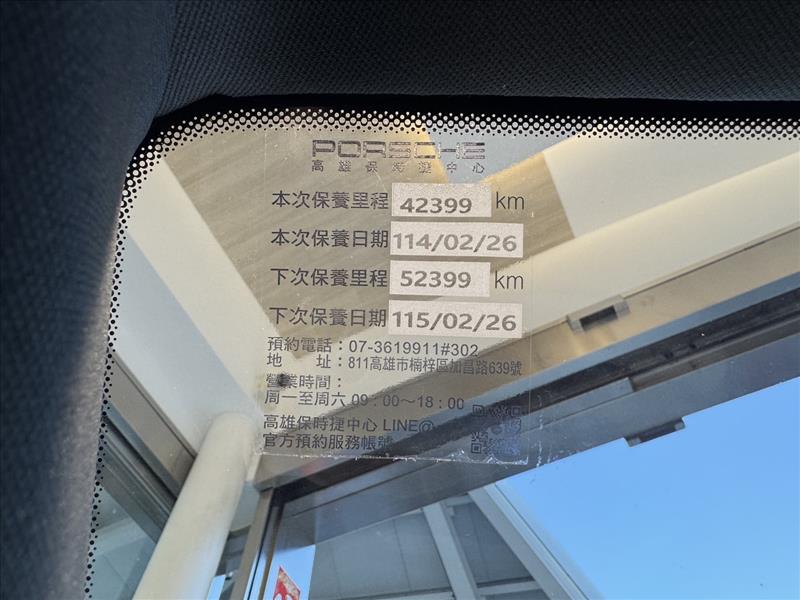 PORSCHE
高雄保時捷中心
本次保養里程 42399 km
本次保養日期 114/02/26
下次保養里程 52399 km
下次保養日期 115/02/26
預約電話：07-3619911#302
地　　址：811高雄市楠梓區加昌路639號
營業時間：
周一至周六 09：00～18：00
高雄保時捷中心 LINE@
官方預約服務帳號